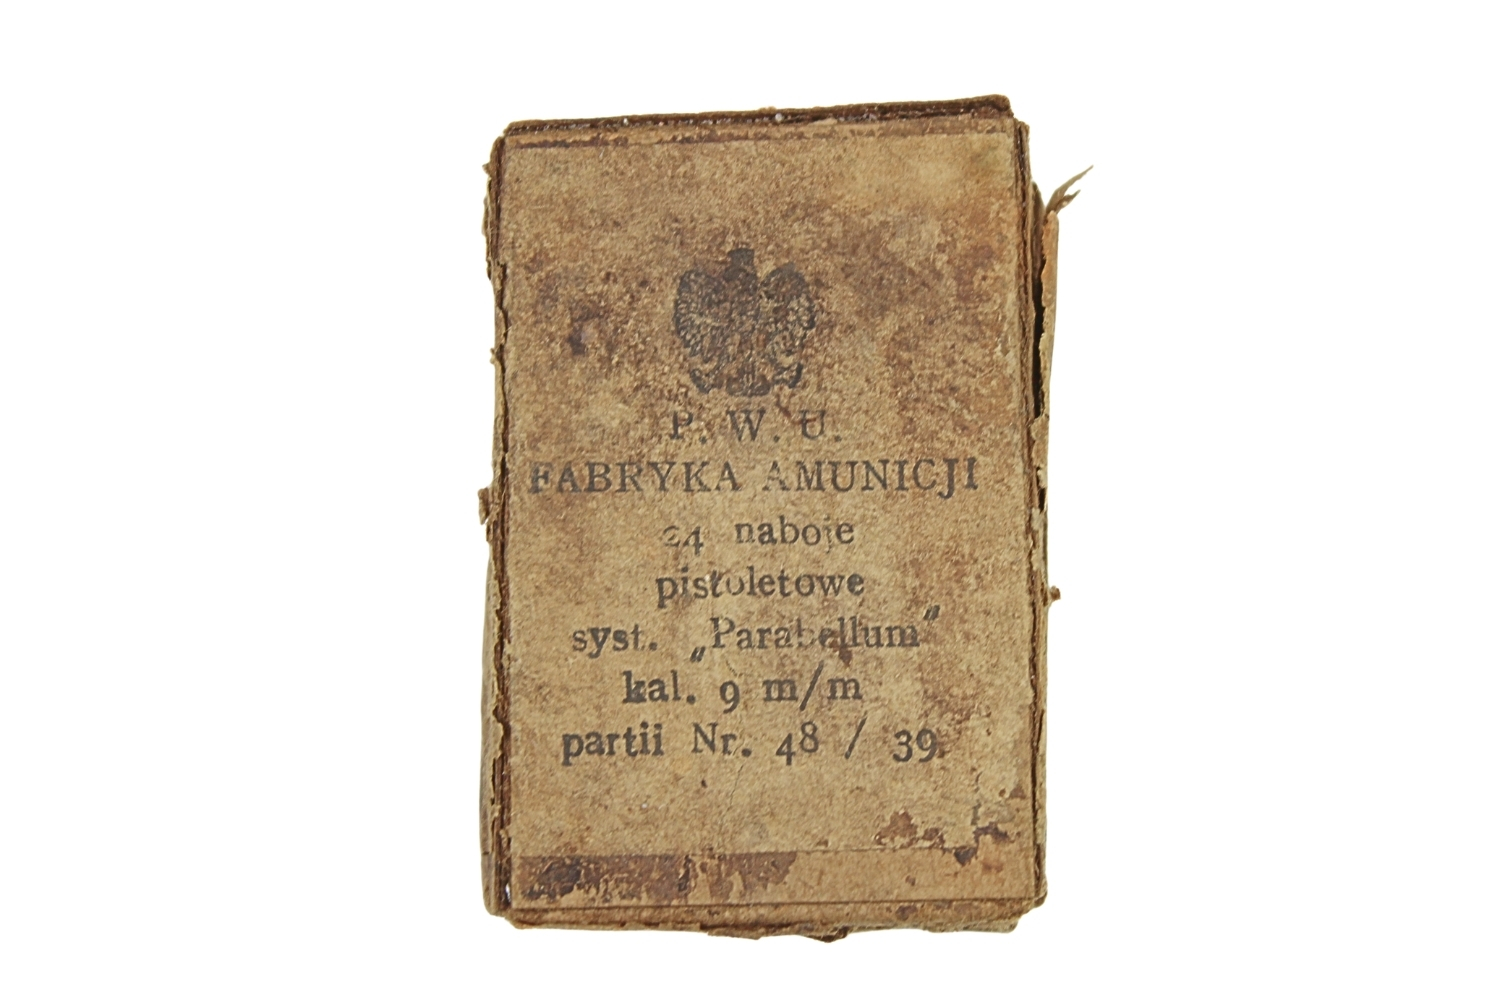 P. W. U.
FABRYKA AMUNICJI
24 naboje
pistoletowe
syst. „Parabellum"
kal. 9 m/m
partii Nr. 48 / 39